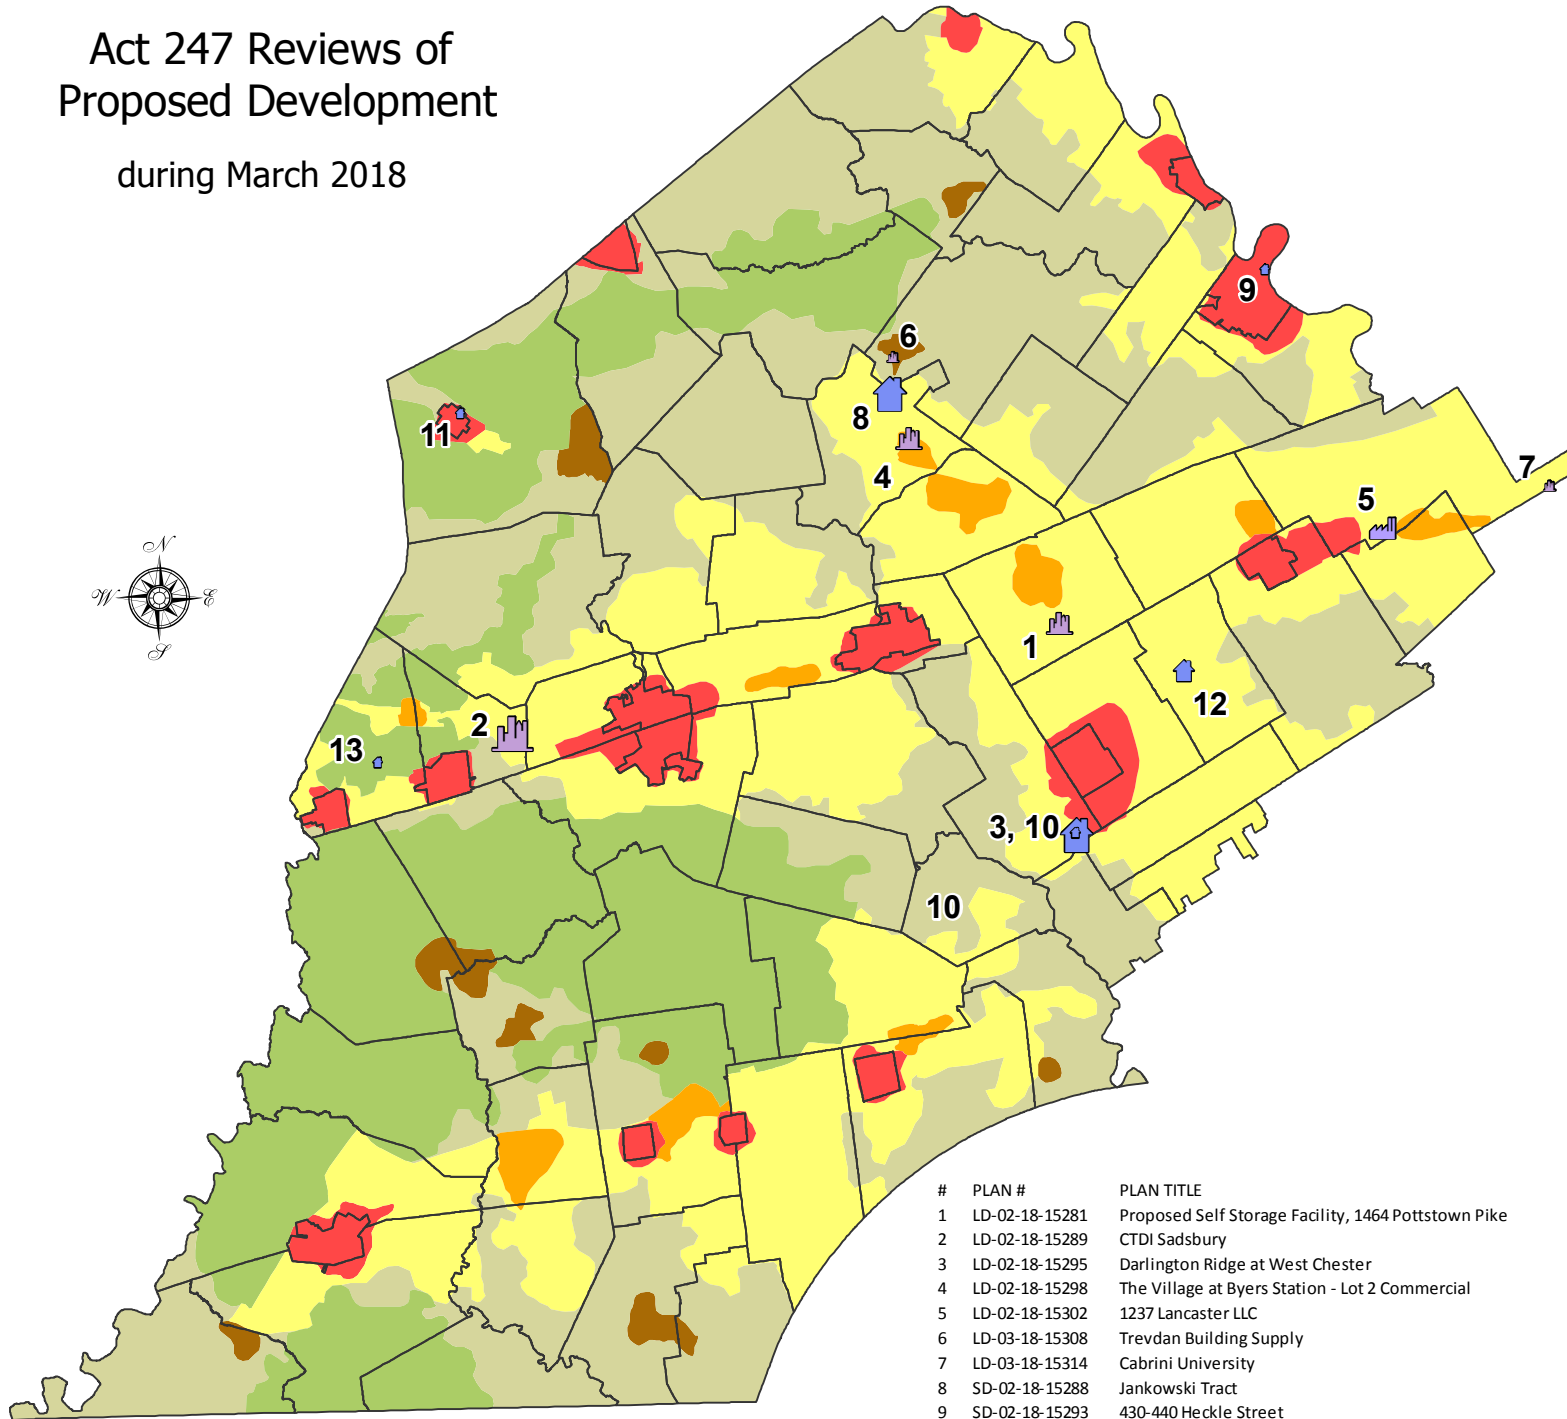 Act 247 Reviews of
Proposed Development
during March 2018
9
6
8
11
4
7
5
N
W E
S
1
2
12
13
3, 10
10
# PLAN # PLAN TITLE
1 LD-02-18-15281 Proposed Self Storage Facility, 1464 Pottstown Pike
2 LD-02-18-15289 CTDI Sadsbury
3 LD-02-18-15295 Darlington Ridge at West Chester
4 LD-02-18-15298 The Village at Byers Station - Lot 2 Commercial
5 LD-02-18-15302 1237 Lancaster LLC
6 LD-03-18-15308 Trevdan Building Supply
7 LD-03-18-15314 Cabrini University
8 SD-02-18-15288 Jankowski Tract
9 SD-02-18-15293 430-440 Heckle Street